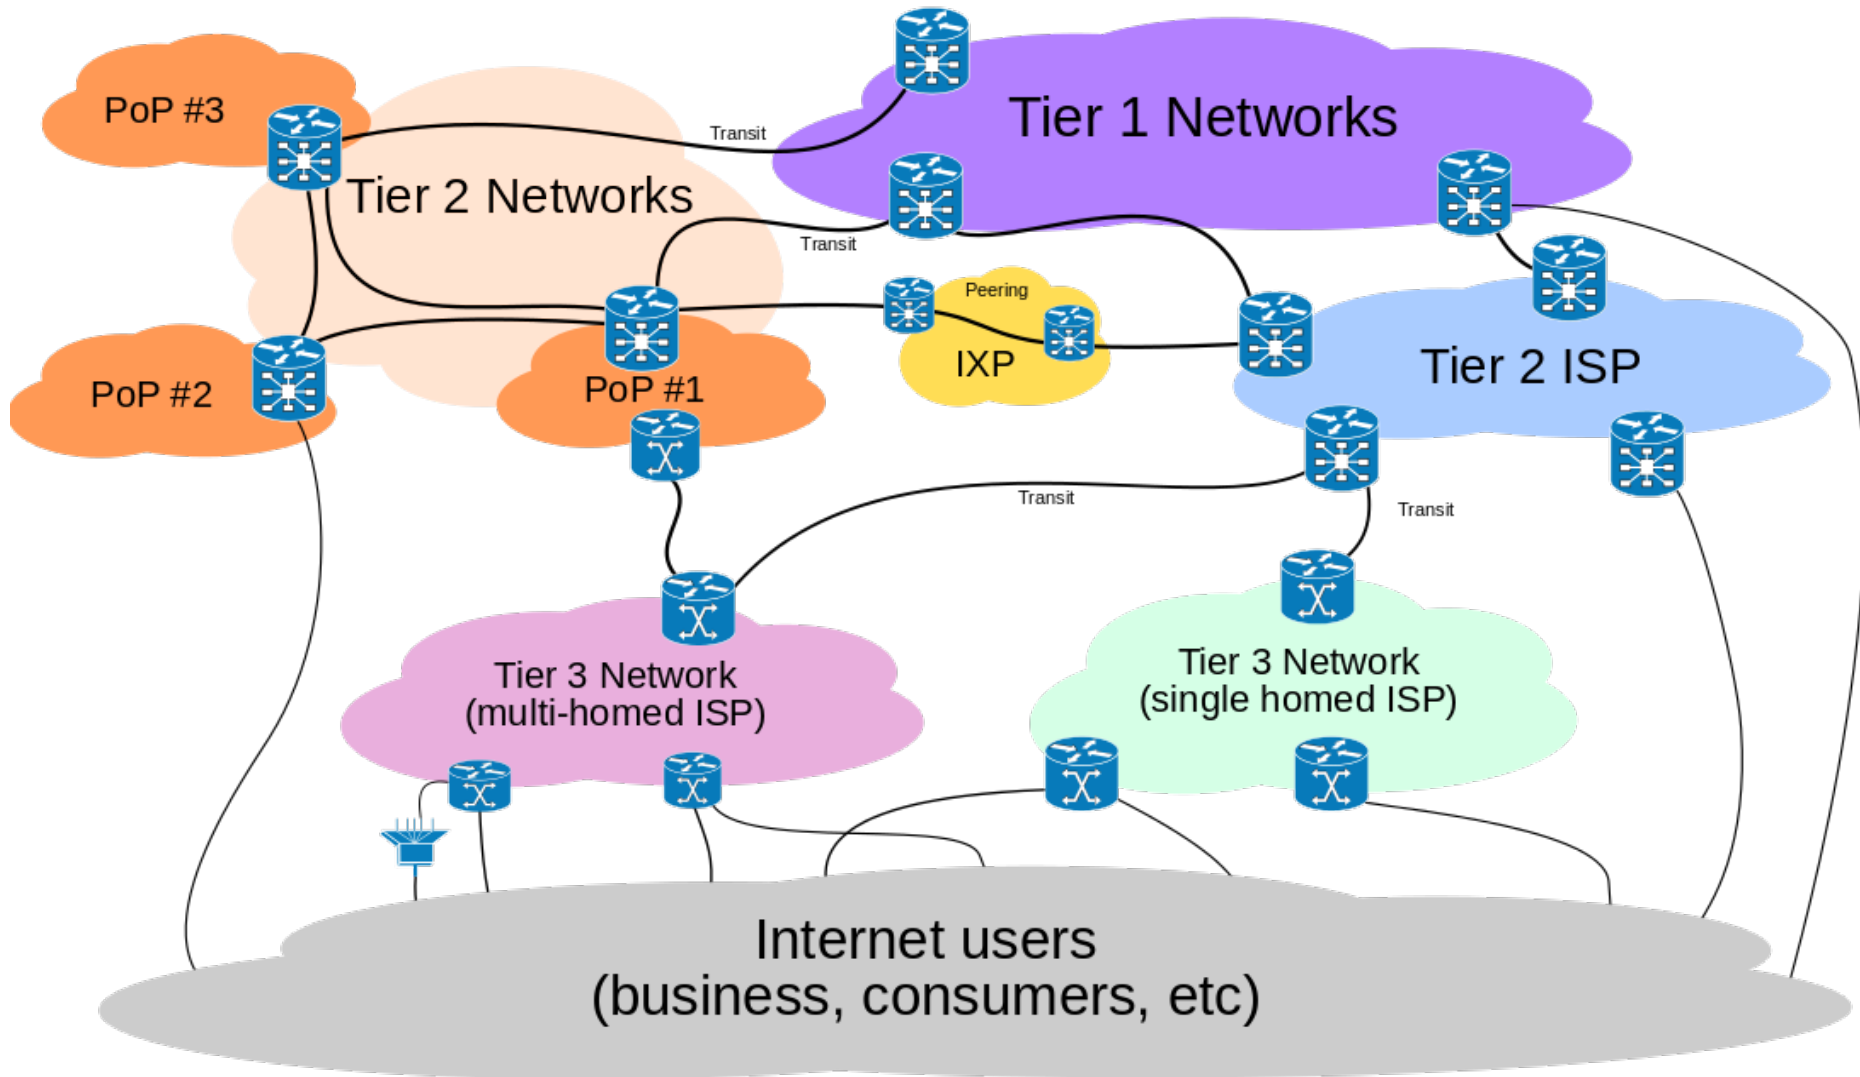 PoP #3
Transit
Tier 1 Networks
Tier 2 Networks
Transit
Peering
IXP
Tier 2 ISP
PoP #2
PoP #1
Transit
Transit
Tier 3 Network
(multi-homed ISP)
Tier 3 Network
(single homed ISP)
Internet users
(business, consumers, etc)